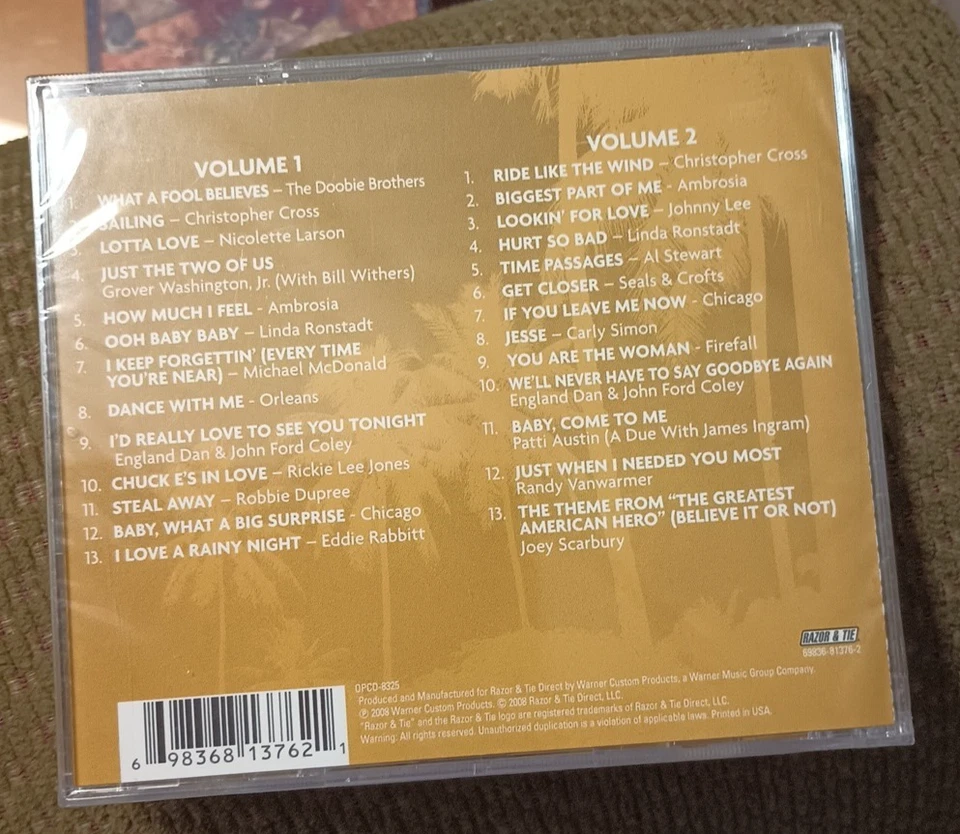 VOLUME 1
1. WHAT A FOOL BELIEVES – The Doobie Brothers
2. SAILING – Christopher Cross
3. LOTTA LOVE – Nicolette Larson
4. JUST THE TWO OF US
Grover Washington, Jr. (With Bill Withers)
5. HOW MUCH I FEEL - Ambrosia
6. OOH BABY BABY – Linda Ronstadt
7. I KEEP FORGETTIN' (EVERY TIME
YOU'RE NEAR) – Michael McDonald
8. DANCE WITH ME - Orleans
9. I'D REALLY LOVE TO SEE YOU TONIGHT
England Dan & John Ford Coley
10. CHUCK E'S IN LOVE – Rickie Lee Jones
11. STEAL AWAY – Robbie Dupree
12. BABY, WHAT A BIG SURPRISE - Chicago
13. I LOVE A RAINY NIGHT – Eddie Rabbitt
VOLUME 2
1. RIDE LIKE THE WIND – Christopher Cross
2. BIGGEST PART OF ME - Ambrosia
3. LOOKIN' FOR LOVE – Johnny Lee
4. HURT SO BAD – Linda Ronstadt
5. TIME PASSAGES – Al Stewart
6. GET CLOSER – Seals & Crofts
7. IF YOU LEAVE ME NOW - Chicago
8. JESSE – Carly Simon
9. YOU ARE THE WOMAN - Firefall
10. WE'LL NEVER HAVE TO SAY GOODBYE AGAIN
England Dan & John Ford Coley
11. BABY, COME TO ME
Patti Austin (A Due With James Ingram)
12. JUST WHEN I NEEDED YOU MOST
Randy Vanwarmer
13. THE THEME FROM "THE GREATEST
AMERICAN HERO" (BELIEVE IT OR NOT)
Joey Scarbury
RAZOR & TIE
69836-81376-2
OPCD-8325
Produced and Manufactured for Razor & Tie Direct by Warner Custom Products, a Warner Music Group Company.
℗ 2008 Warner Custom Products. © 2008 Razor & Tie Direct, LLC.
"Razor & Tie" and the Razor & Tie logo are registered trademarks of Razor & Tie Direct, LLC.
Warning: All rights reserved. Unauthorized duplication is a violation of applicable laws. Printed in USA.
6 98368 13762 1